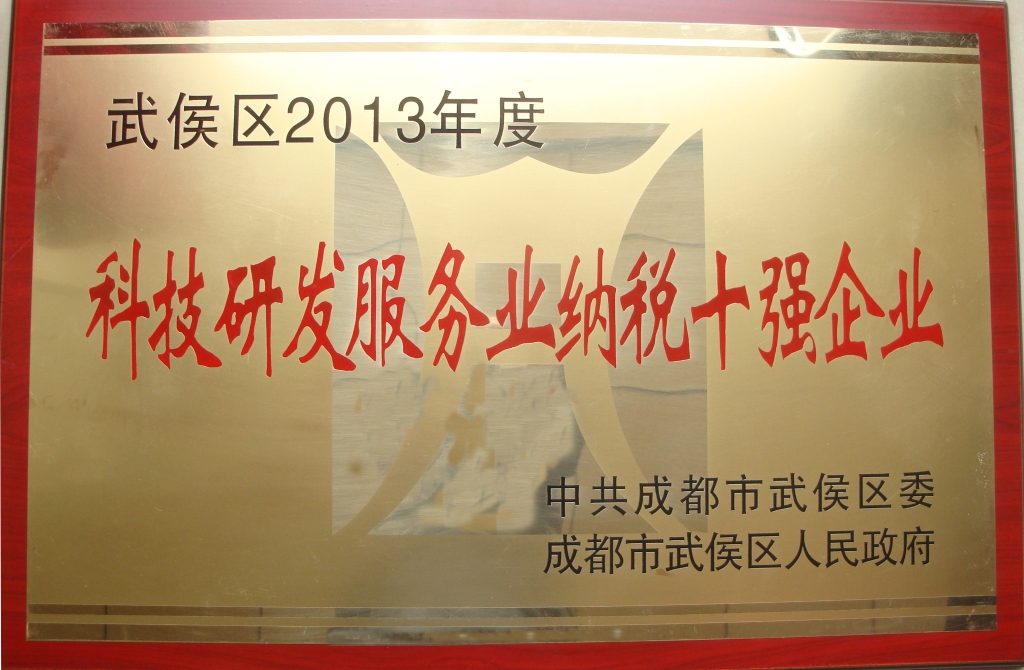 武侯区2013年度
科技研发服务业纳税十强企业
中共成都市武侯区委
成都市武侯区人民政府